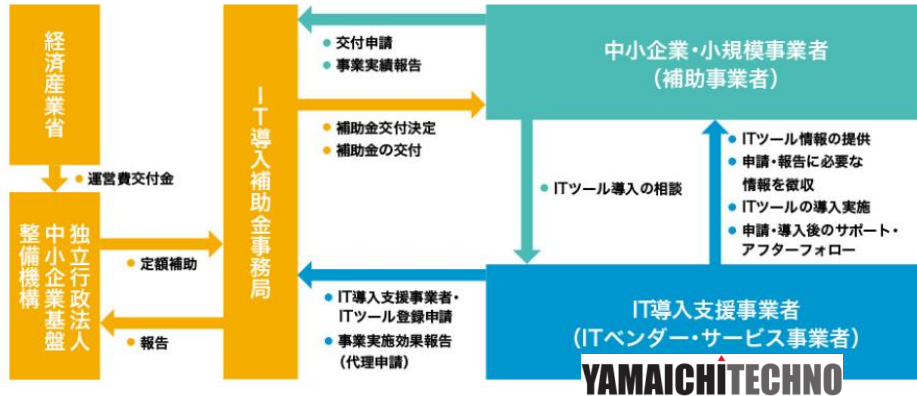 経済産業省
運営費交付金
独立行政法人
中小企業基盤
整備機構
定額補助
報告
IT導入補助金事務局
交付申請
事業実績報告
補助金交付決定
補助金の交付
IT導入支援事業者・
ITツール登録申請
事業実施効果報告
（代理申請）
中小企業・小規模事業者
（補助事業者）
ITツール導入の相談
ITツール情報の提供
申請・報告に必要な
情報を徴収
ITツールの導入実施
申請・導入後のサポート・
アフターフォロー
IT導入支援事業者
（ITベンダー・サービス事業者）
YAMAICHITECHNO